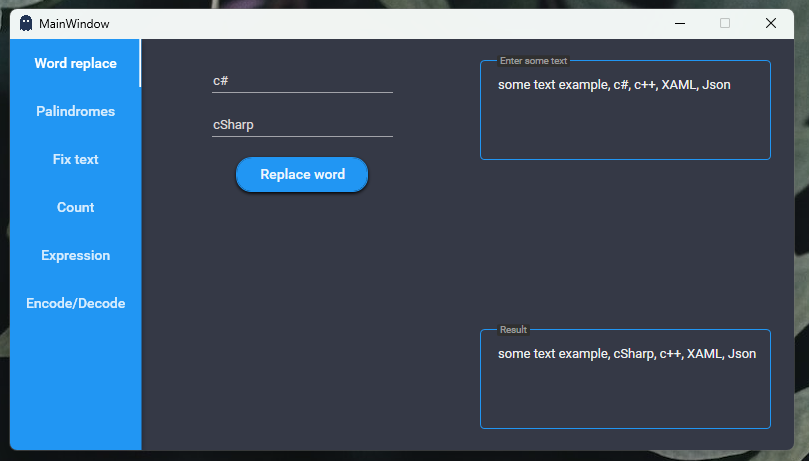 MainWindow
Word replace
Palindromes
Fix text
Count
Expression
Encode/Decode
c#
cSharp
Replace word
Enter some text
some text example, c#, c++, XAML, Json
Result
some text example, cSharp, c++, XAML, Json